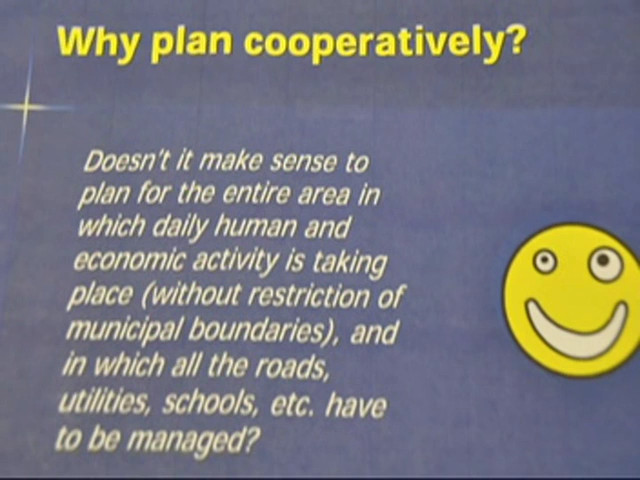 Why plan cooperatively?
Doesn't it make sense to
plan for the entire area in
which daily human and
economic activity is taking
place (without restriction of
municipal boundaries), and
in which all the roads,
utilities, schools, etc. have
to be managed?